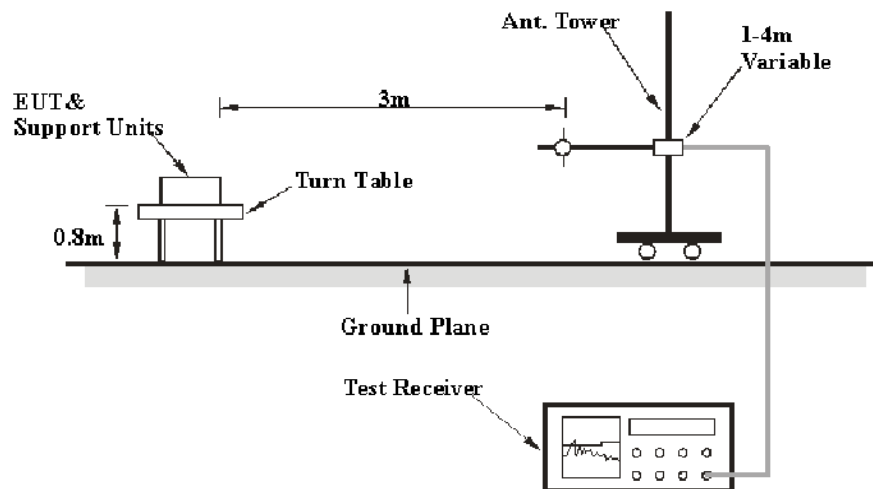 Ant. Tower
1-4m
Variable
3m
EUT &
Support Units
Turn Table
0.8m
Ground Plane
Test Receiver